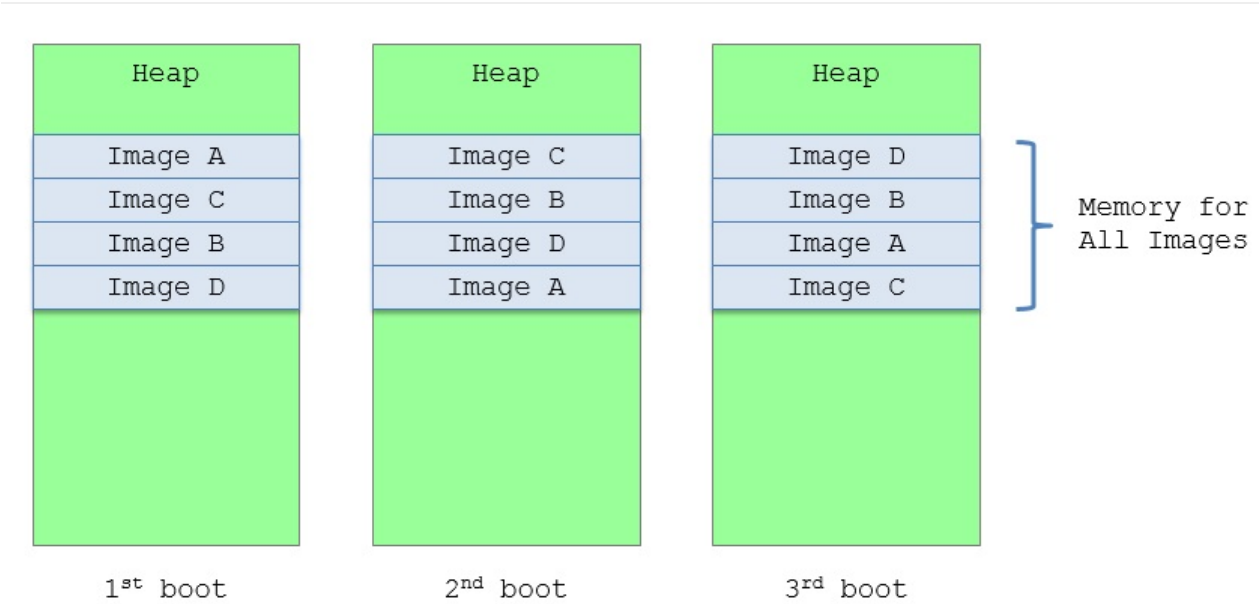 Heap
Image A
Image C
Image B
Image D
1st boot
Heap
Image C
Image B
Image D
Image A
2nd boot
Heap
Image D
Image B
Image A
Image C
3rd boot
Memory for
All Images